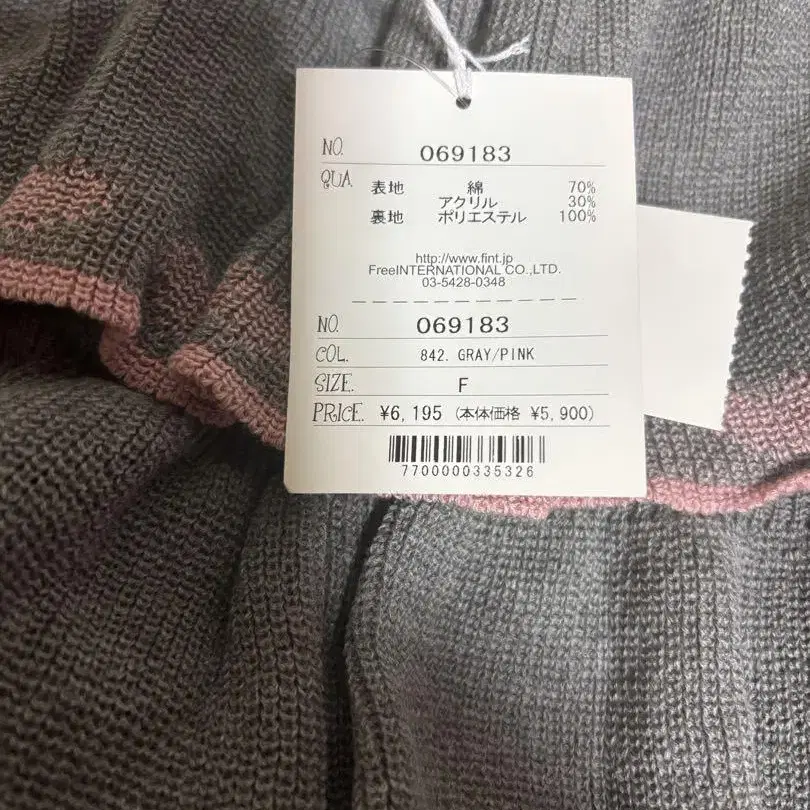 NO. 069183
QUA. 表地 綿 70%
アクリル 30%
裏地 ポリエステル 100%
http://www.fint.jp
FreeINTERNATIONAL CO.,LTD.
03-5428-0348
NO. 069183
COL. 842. GRAY/PINK
SIZE. F
PRICE. ¥6,195 (本体価格 ¥5,900)
7700000335326